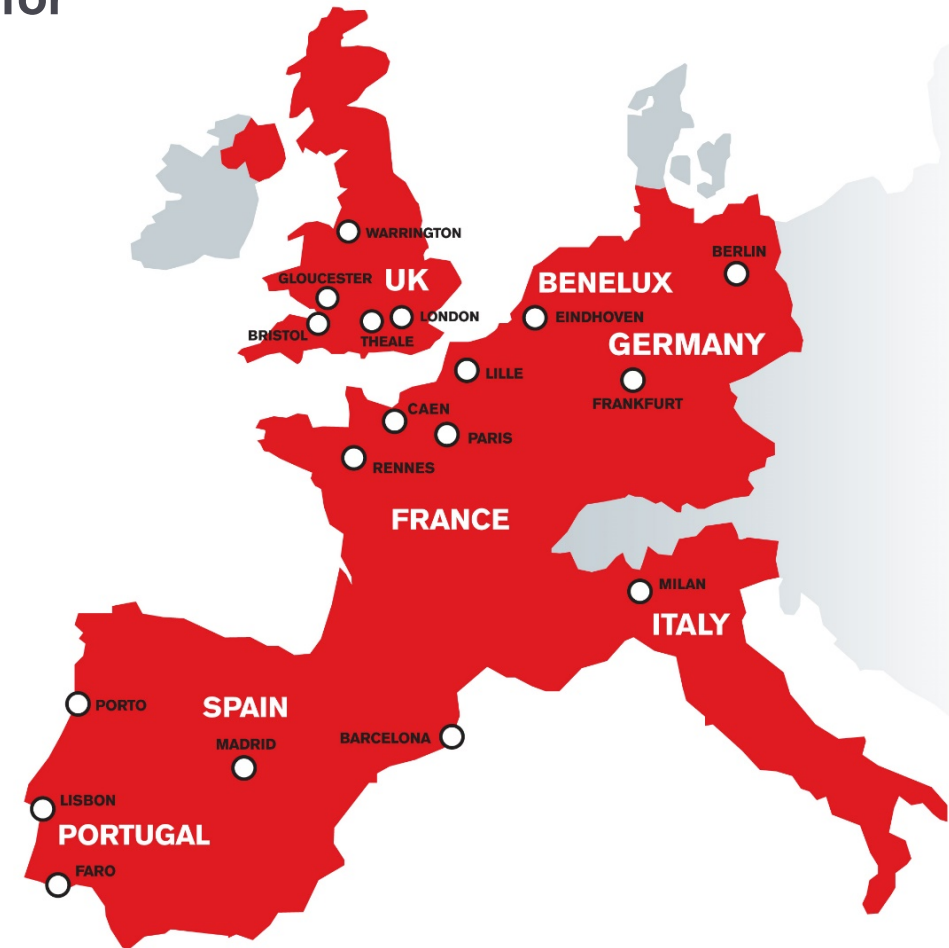 WARRINGTON
BERLIN
GLOUCESTER
UK
BENELUX
LONDON
EINDHOVEN
BRISTOL
THEALE
GERMANY
LILLE
FRANKFURT
CAEN
PARIS
RENNES
FRANCE
MILAN
ITALY
PORTO
SPAIN
BARCELONA
MADRID
LISBON
PORTUGAL
FARO